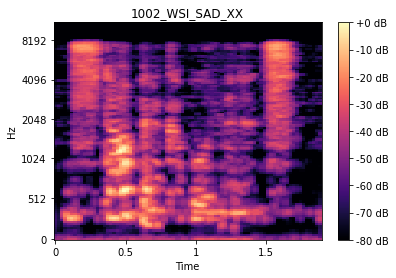 1002_WSI_SAD_XX
Hz
8192
4096
2048
1024
512
0
0
0.5
1
1.5
Time
+0 dB
-10 dB
-20 dB
-30 dB
-40 dB
-50 dB
-60 dB
-70 dB
-80 dB